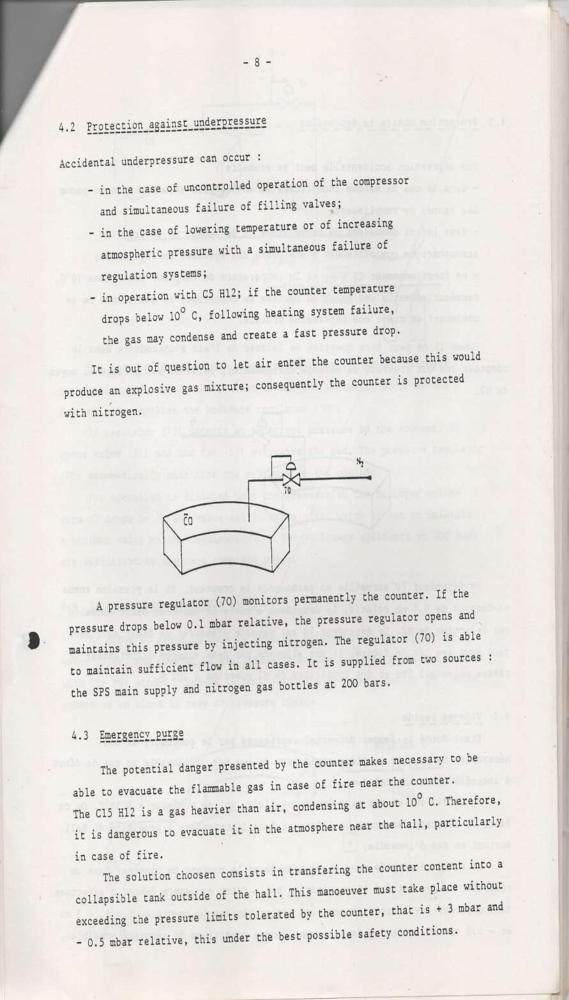 - 8 -
4.2 Protection against underpressure
Accidental underpressure can occur :
- in the case of uncontrolled operation of the compressor
and simultaneous failure of filling valves;
- in the case of lowering temperature or of increasing
atmospheric pressure with a simultaneous failure of
regulation systems;
- in operation with C5 H12; if the counter temperature
drops below 10° C, following heating system failure,
the gas may condense and create a fast pressure drop.
It is out of question to let air enter the counter because this would
produce an explosive gas mixture; consequently the counter is protected
with nitrogen.
N2
70
CO
A pressure regulator (70) monitors permanently the counter. If the
pressure drops below 0.1 mbar relative, the pressure regulator opens and
maintains this pressure by injecting nitrogen. The regulator (70) is able
to maintain sufficient flow in all cases. It is supplied from two sources :
the SPS main supply and nitrogen gas bottles at 200 bars.
4.3 Emergency purge
The potential danger presented by the counter makes necessary to be
able to evacuate the flammable gas in case of fire near the counter.
The C15 H12 is a gas heavier than air, condensing at about 10° C. Therefore,
it is dangerous to evacuate it in the atmosphere near the hall, particularly
in case of fire.
The solution choosen consists in transfering the counter content into a
collapsible tank outside of the hall. This manoeuver must take place without
exceeding the pressure limits tolerated by the counter, that is + 3 mbar and
- 0.5 mbar relative, this under the best possible safety conditions.